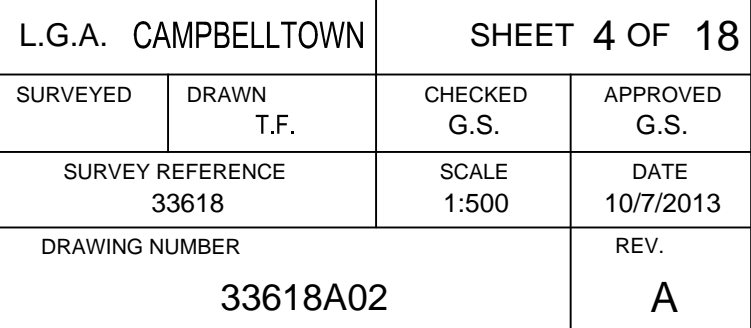 L.G.A. CAMPBELLTOWN SHEET 4 OF 18
SURVEYED DRAWN CHECKED APPROVED
T.F. G.S. G.S.
SURVEY REFERENCE SCALE DATE
33618 1:500 10/7/2013
DRAWING NUMBER REV.
33618A02 A